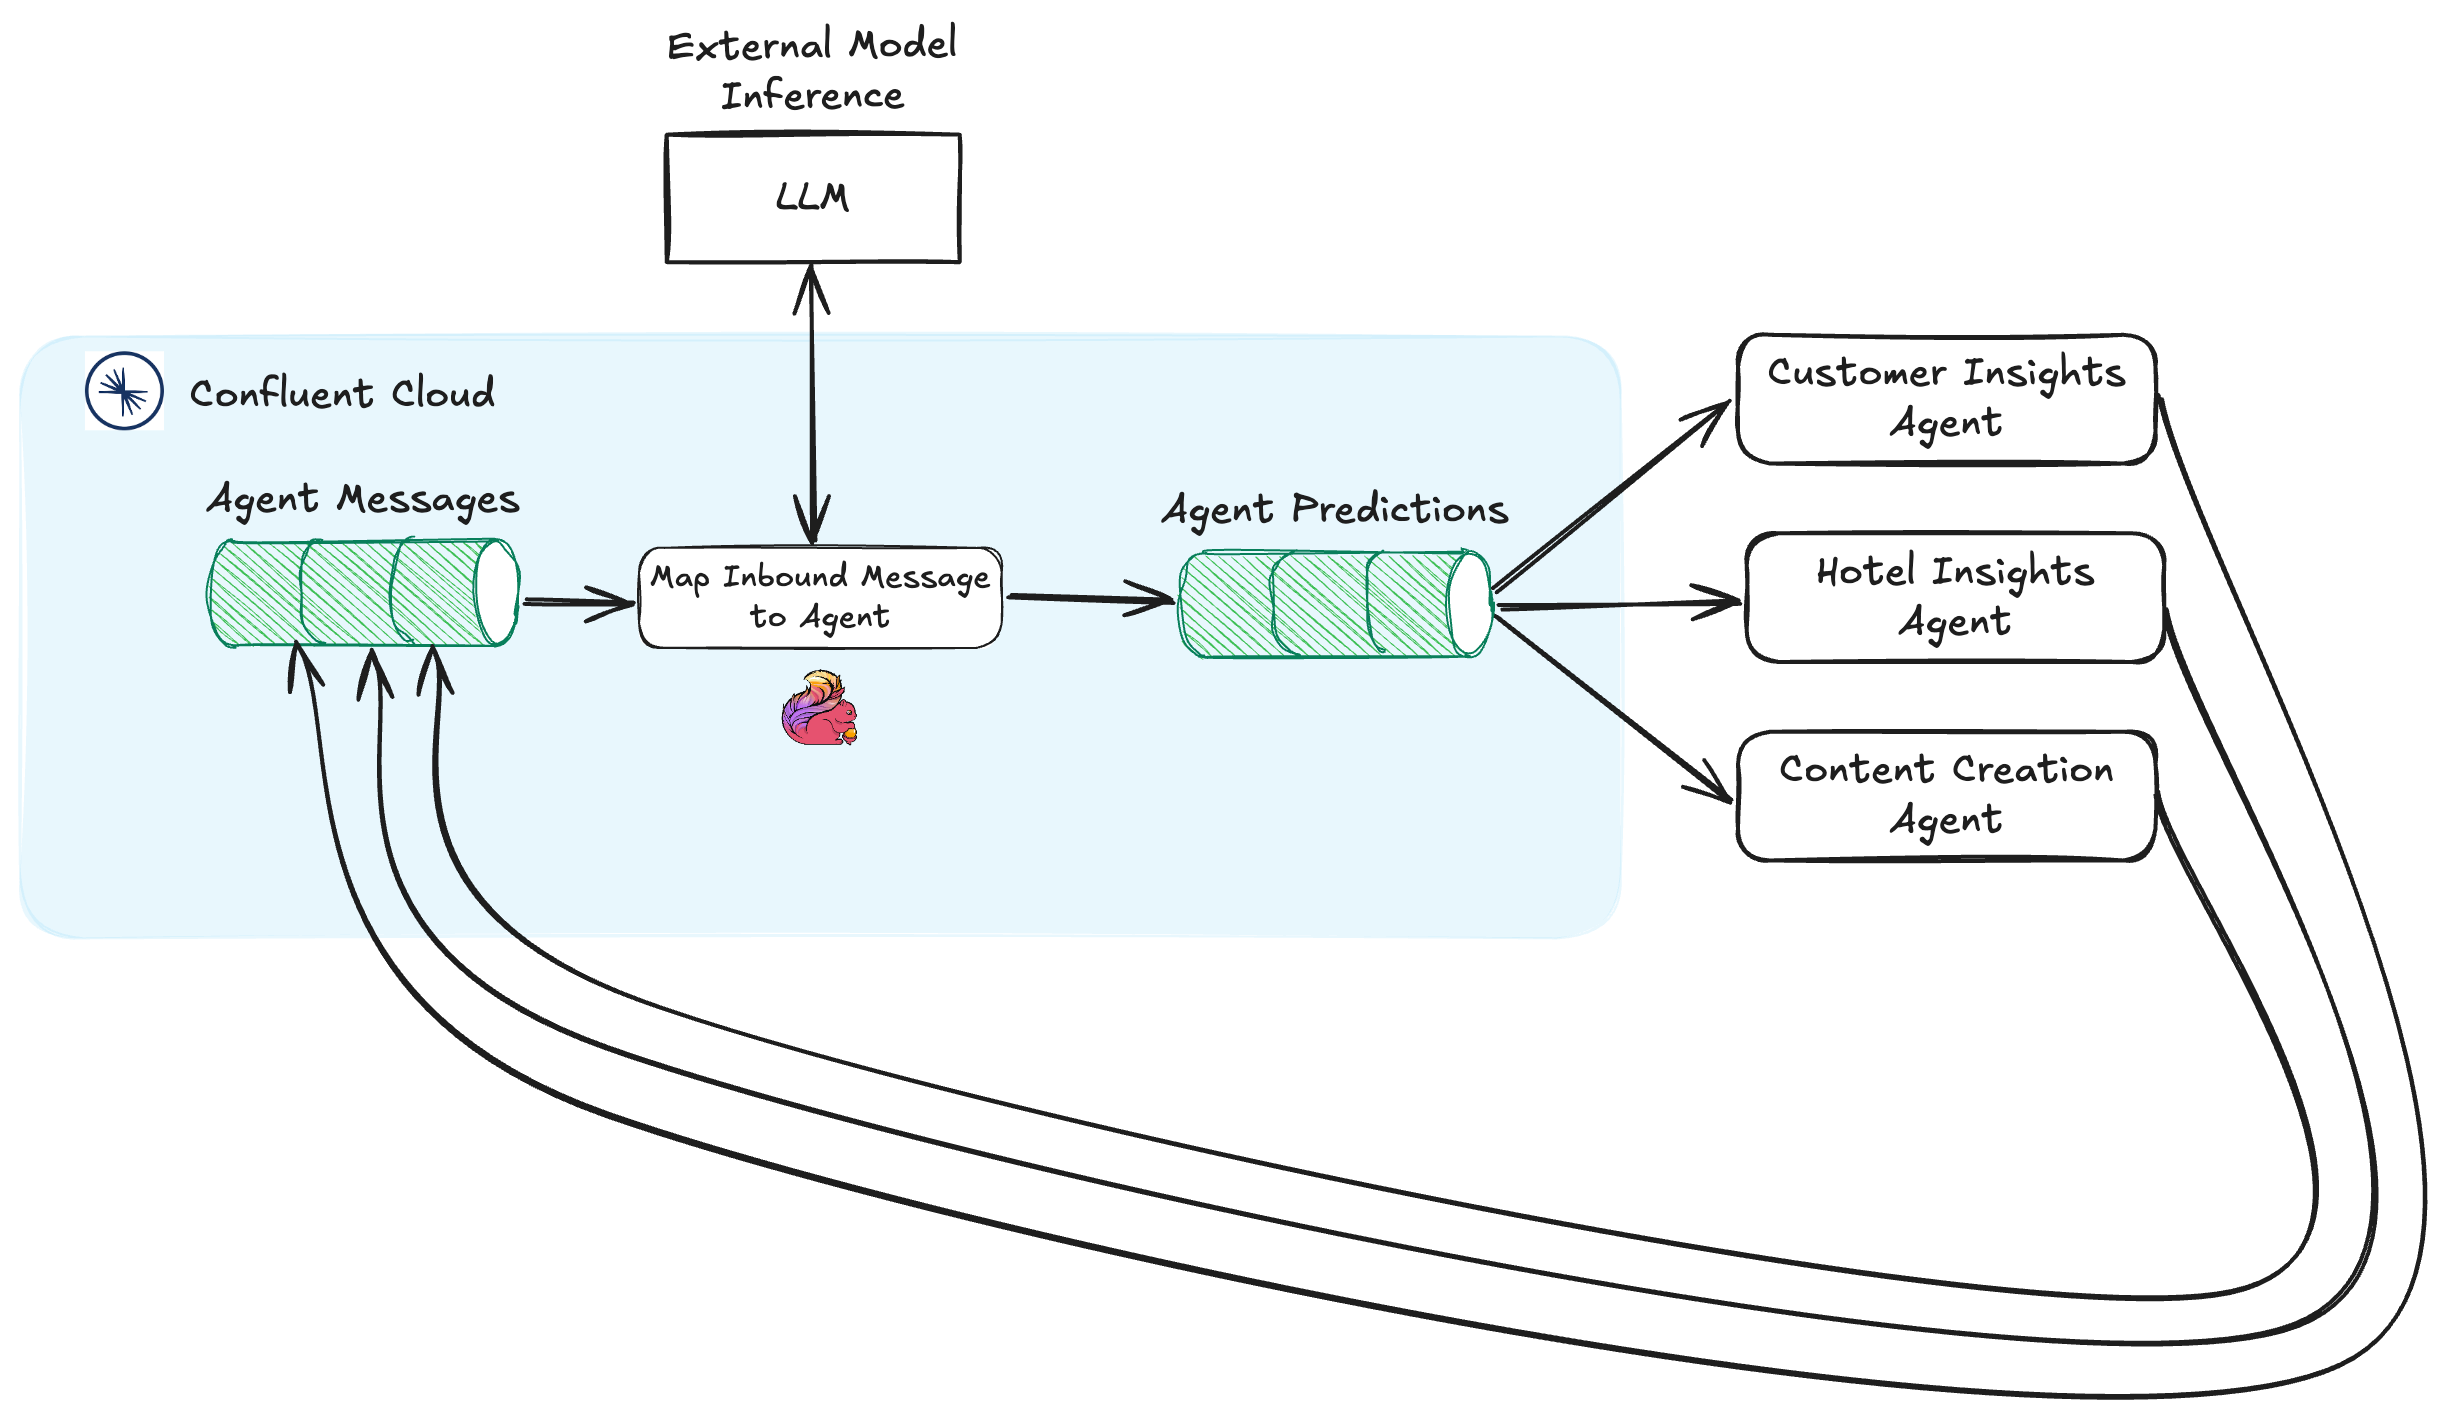 External Model
Inference
LLM
Confluent Cloud
Agent Messages
Map Inbound Message
to Agent
Agent Predictions
Customer Insights
Agent
Hotel Insights
Agent
Content Creation
Agent